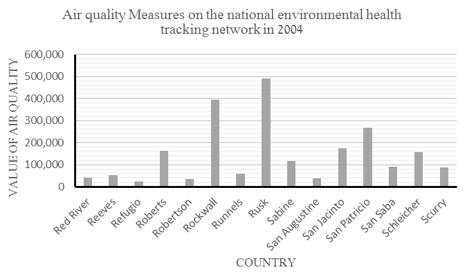 Air quality Measures on the national environmental health
tracking network in 2004
VALUE OF AIR QUALITY
600,000
500,000
400,000
300,000
200,000
100,000
0
Red River
Reeves
Refugio
Roberts
Robertson
Rockwall
Runnels
Rusk
Sabine
San Augustine
San Jacinto
San Patricio
San Saba
Schleicher
Scurry
COUNTRY